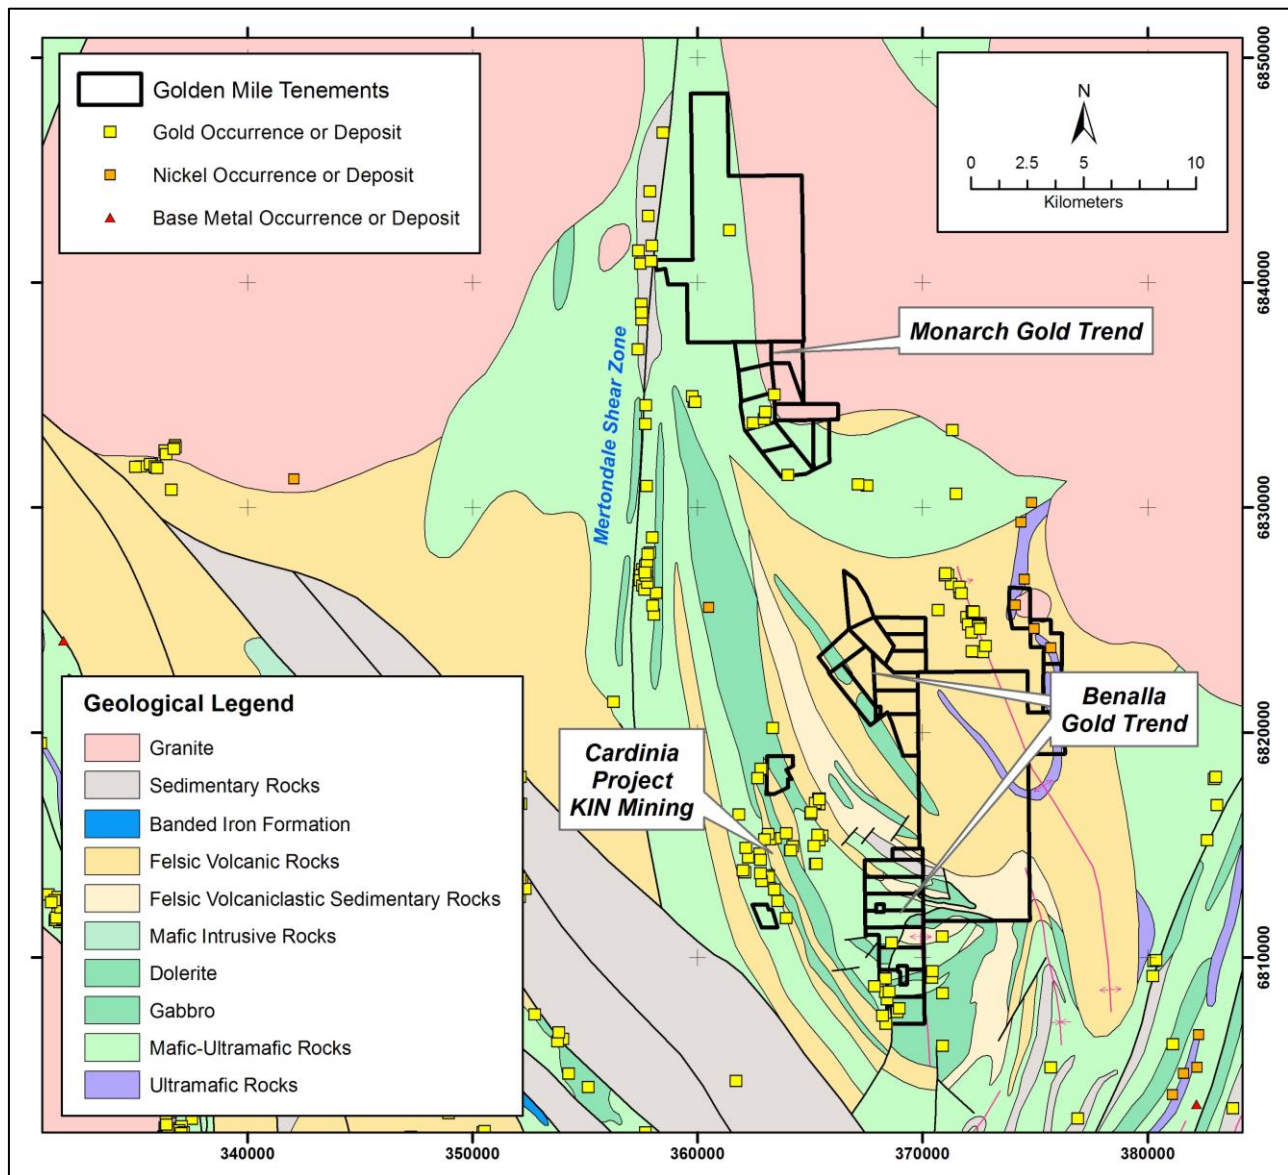 6850000
6840000
6830000
6820000
6810000
Golden Mile Tenements
Gold Occurrence or Deposit
Nickel Occurrence or Deposit
Base Metal Occurrence or Deposit
N
0 2.5 5 10
Kilometers
Monarch Gold Trend
Mertondale Shear Zone
Benalla
Gold Trend
Cardinia
Project
KIN Mining
Geological Legend
Granite
Sedimentary Rocks
Banded Iron Formation
Felsic Volcanic Rocks
Felsic Volcaniclastic Sedimentary Rocks
Mafic Intrusive Rocks
Dolerite
Gabbro
Mafic-Ultramafic Rocks
Ultramafic Rocks
340000 350000 360000 370000 380000